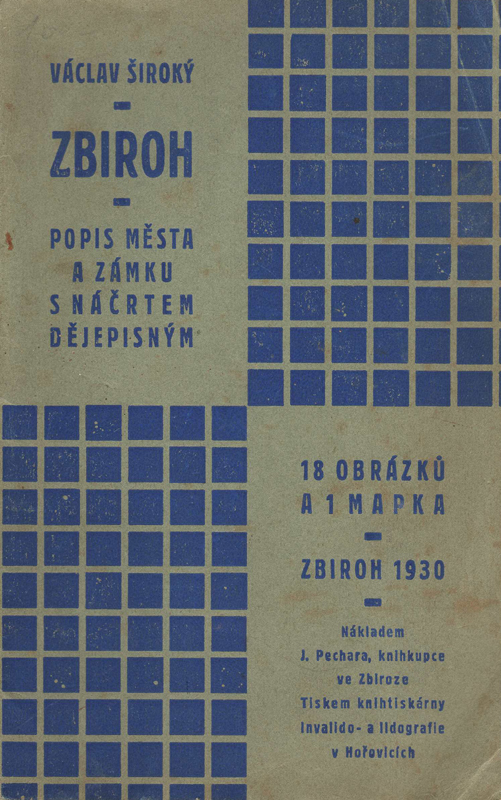 VÁCLAV ŠIROKÝ
ZBIROH
POPIS MĚSTA
A ZÁMKU
S NÁČRTEM
DĚJEPISNÝM
18 OBRÁZKŮ
A 1 MAPKA
ZBIROH 1930
Nákladem
J. Pechara, knihkupce
ve Zbiroze
Tiskem knihtiskárny
Invalido- a lidografie
v Hořovicích